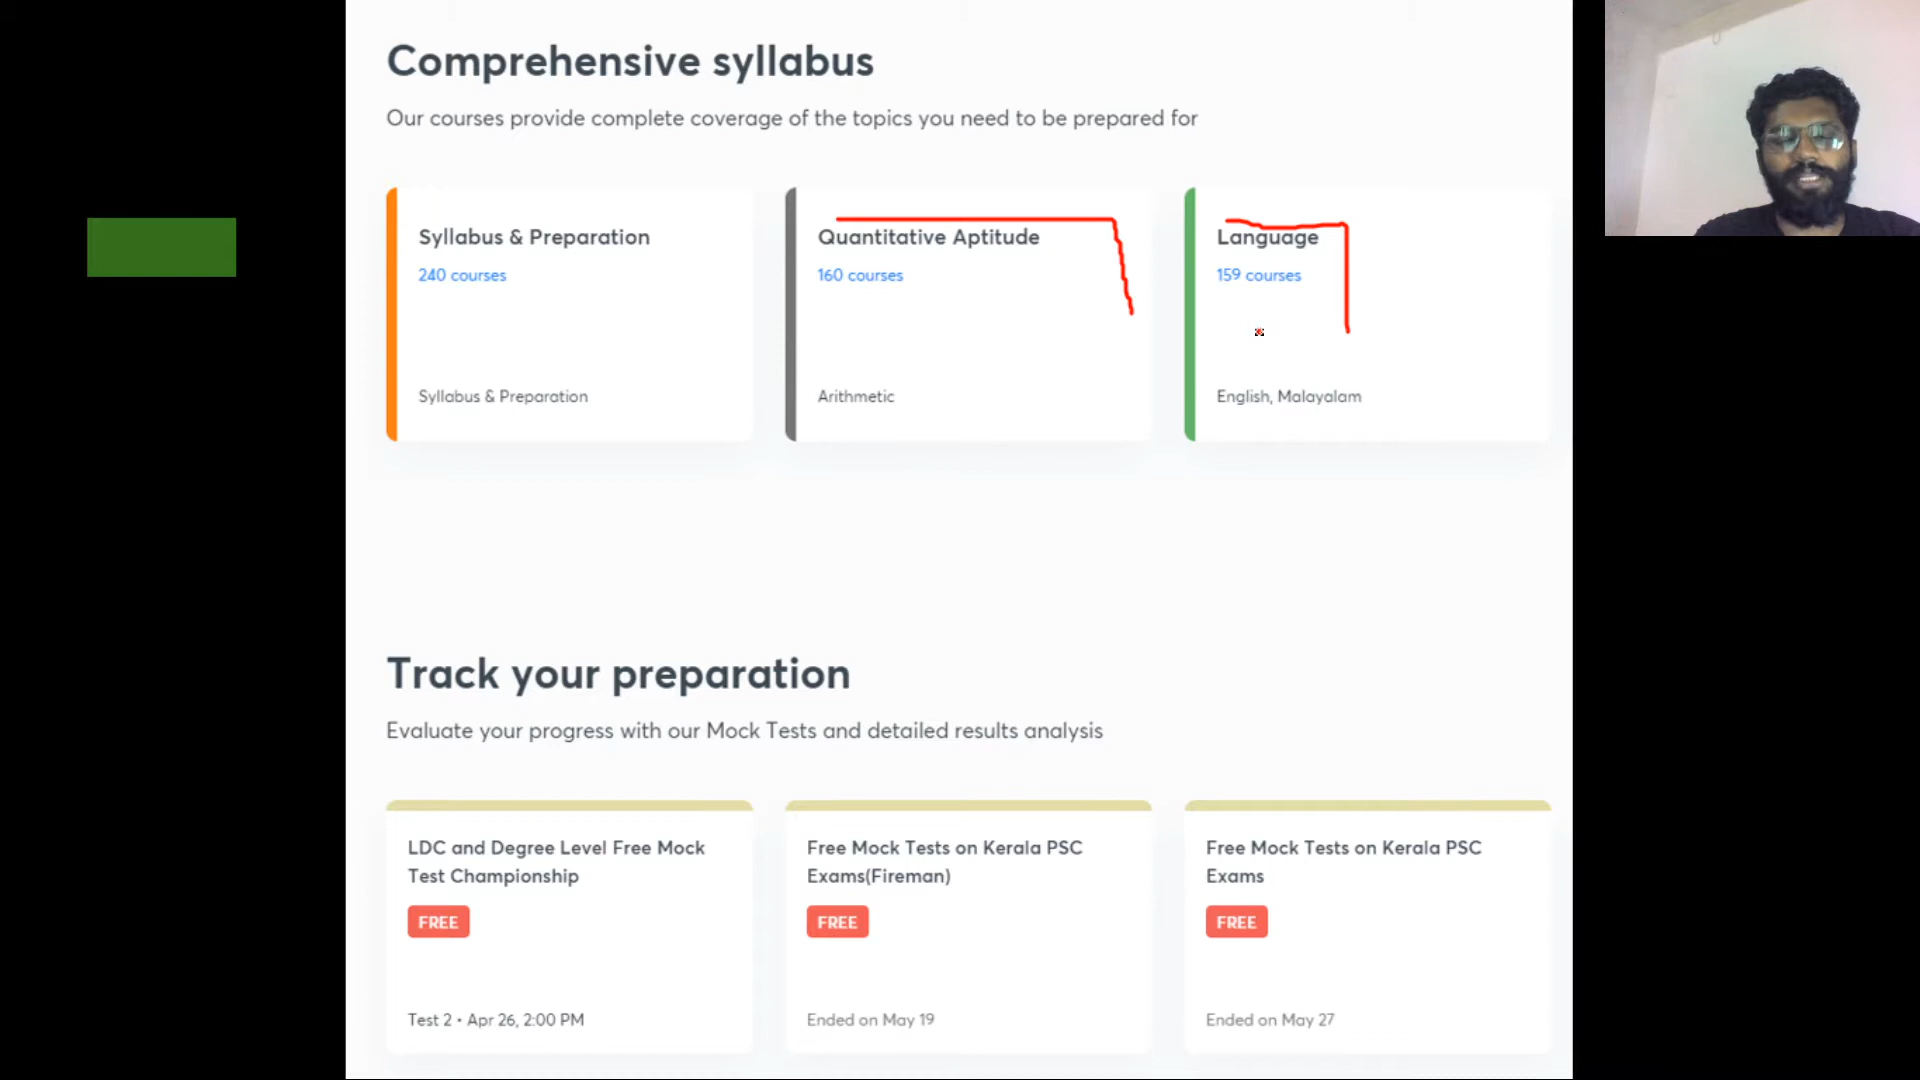 Comprehensive syllabus
Our courses provide complete coverage of the topics you need to be prepared for
Syllabus & Preparation
240 courses
Syllabus & Preparation
Quantitative Aptitude
160 courses
Arithmetic
Language
159 courses
English, Malayalam
Track your preparation
Evaluate your progress with our Mock Tests and detailed results analysis
LDC and Degree Level Free Mock
Test Championship
FREE
Test 2 • Apr 26, 2:00 PM
Free Mock Tests on Kerala PSC
Exams(Fireman)
FREE
Ended on May 19
Free Mock Tests on Kerala PSC
Exams
FREE
Ended on May 27